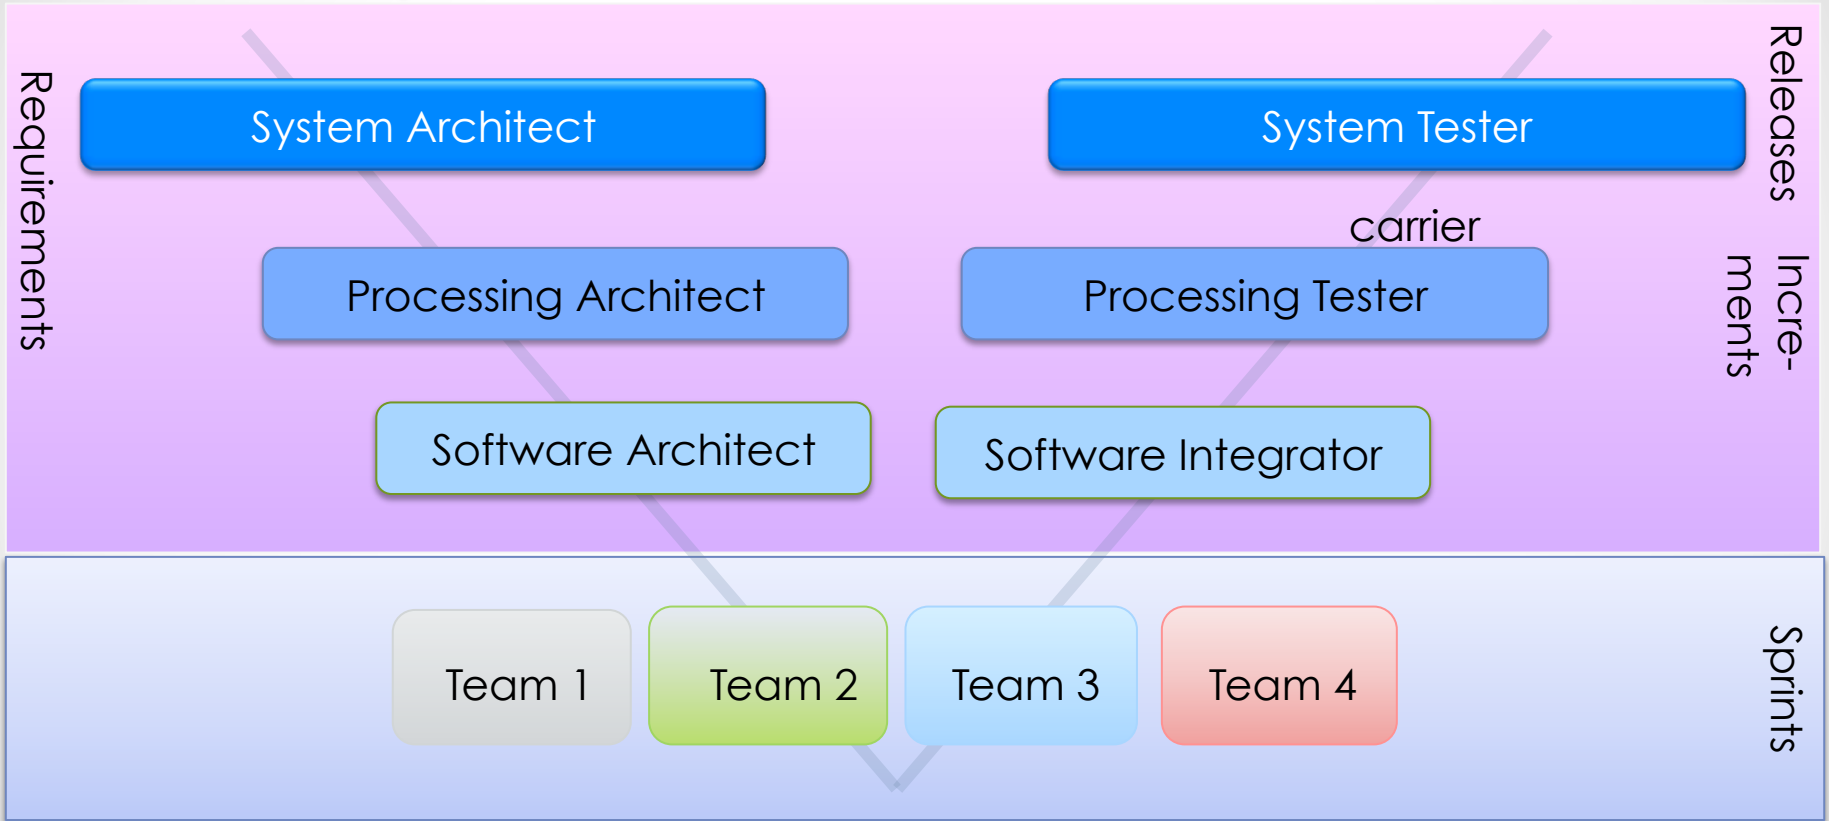 Requirements
System Architect
System Tester
Releases
carrier
Processing Architect
Processing Tester
Incre-
ments
Software Architect
Software Integrator
Team 1
Team 2
Team 3
Team 4
Sprints